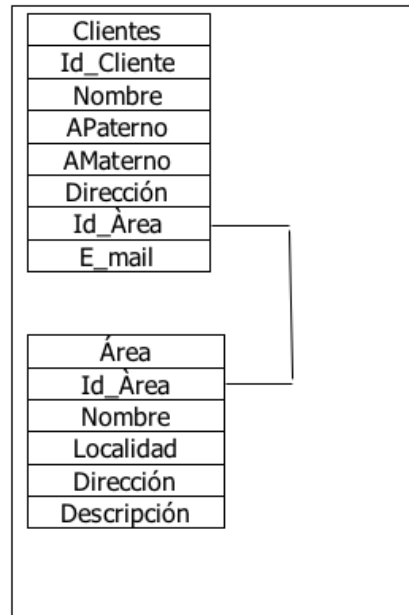 Clientes
Id_Cliente
Nombre
APaterno
AMaterno
Dirección
Id_Àrea
E_mail
Área
Id_Àrea
Nombre
Localidad
Dirección
Descripción